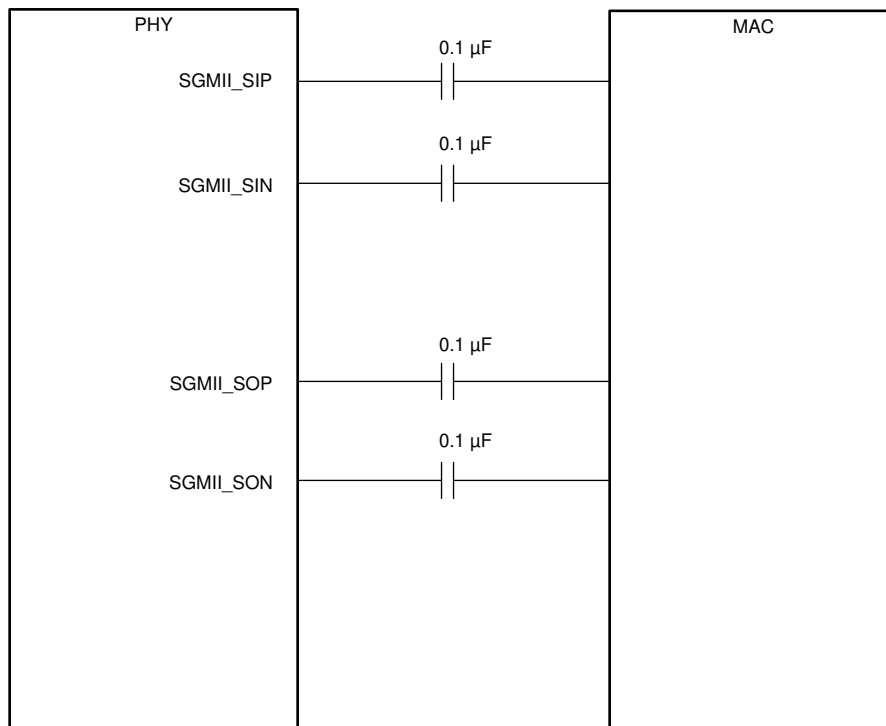 PHY
MAC
0.1 µF
SGMII_SIP
0.1 µF
SGMII_SIN
0.1 µF
SGMII_SOP
0.1 µF
SGMII_SON